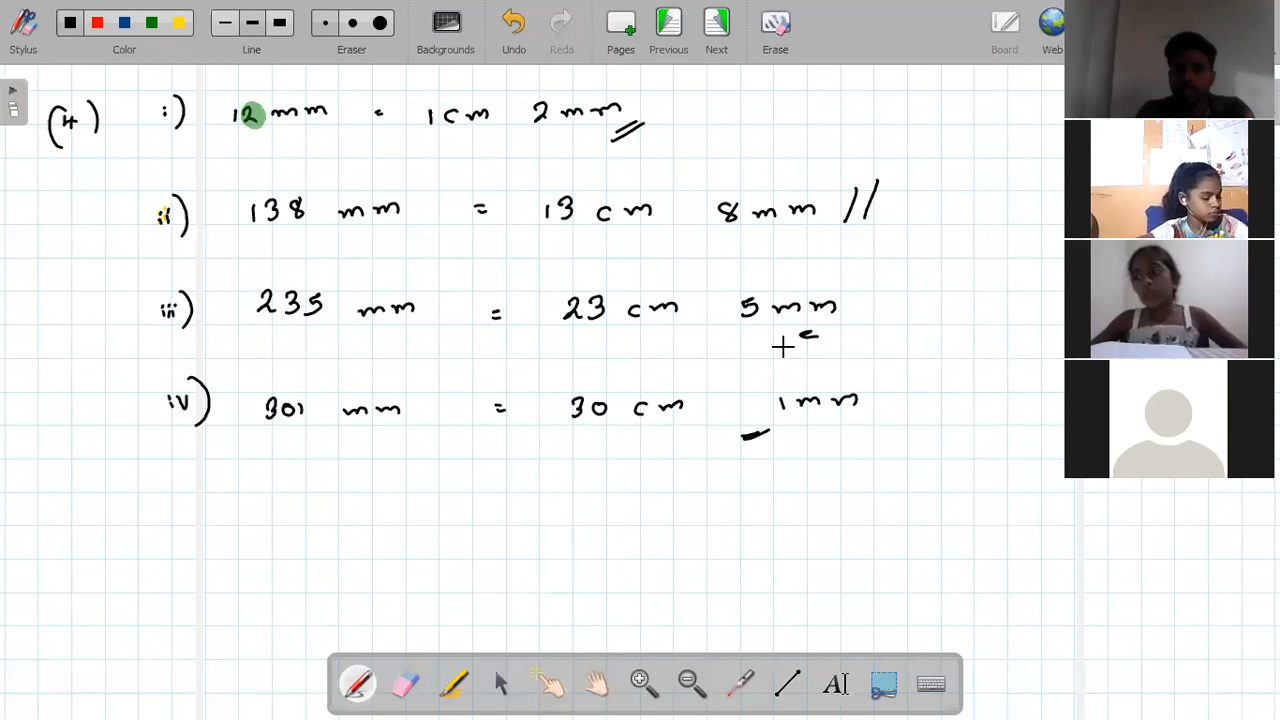 Stylus Color Line Eraser Backgrounds Undo Redo Pages Previous Next Erase Board Web
(4) i) 12 mm = 1 cm 2 mm
ii) 138 mm = 13 cm 8 mm //
iii) 235 mm = 23 cm 5 mm
iv) 301 mm = 30 cm 1 mm
AI